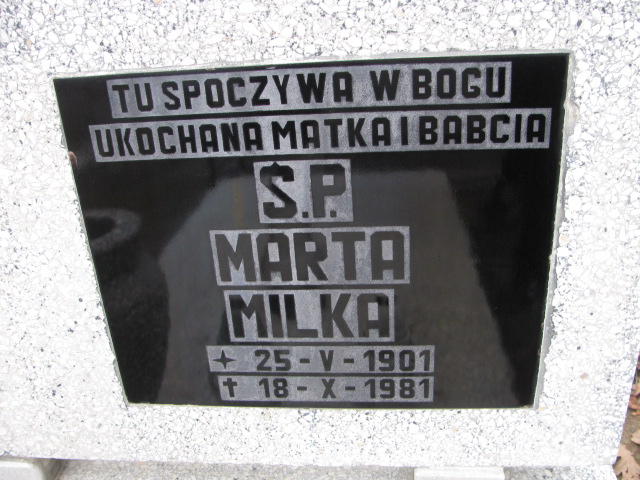 TU SPOCZYWA W BOGU
UKOCHANA MATKA I BABCIA
Ś.P.
MARTA
MILKA
✦ 25-V-1901
✝ 18-X-1981